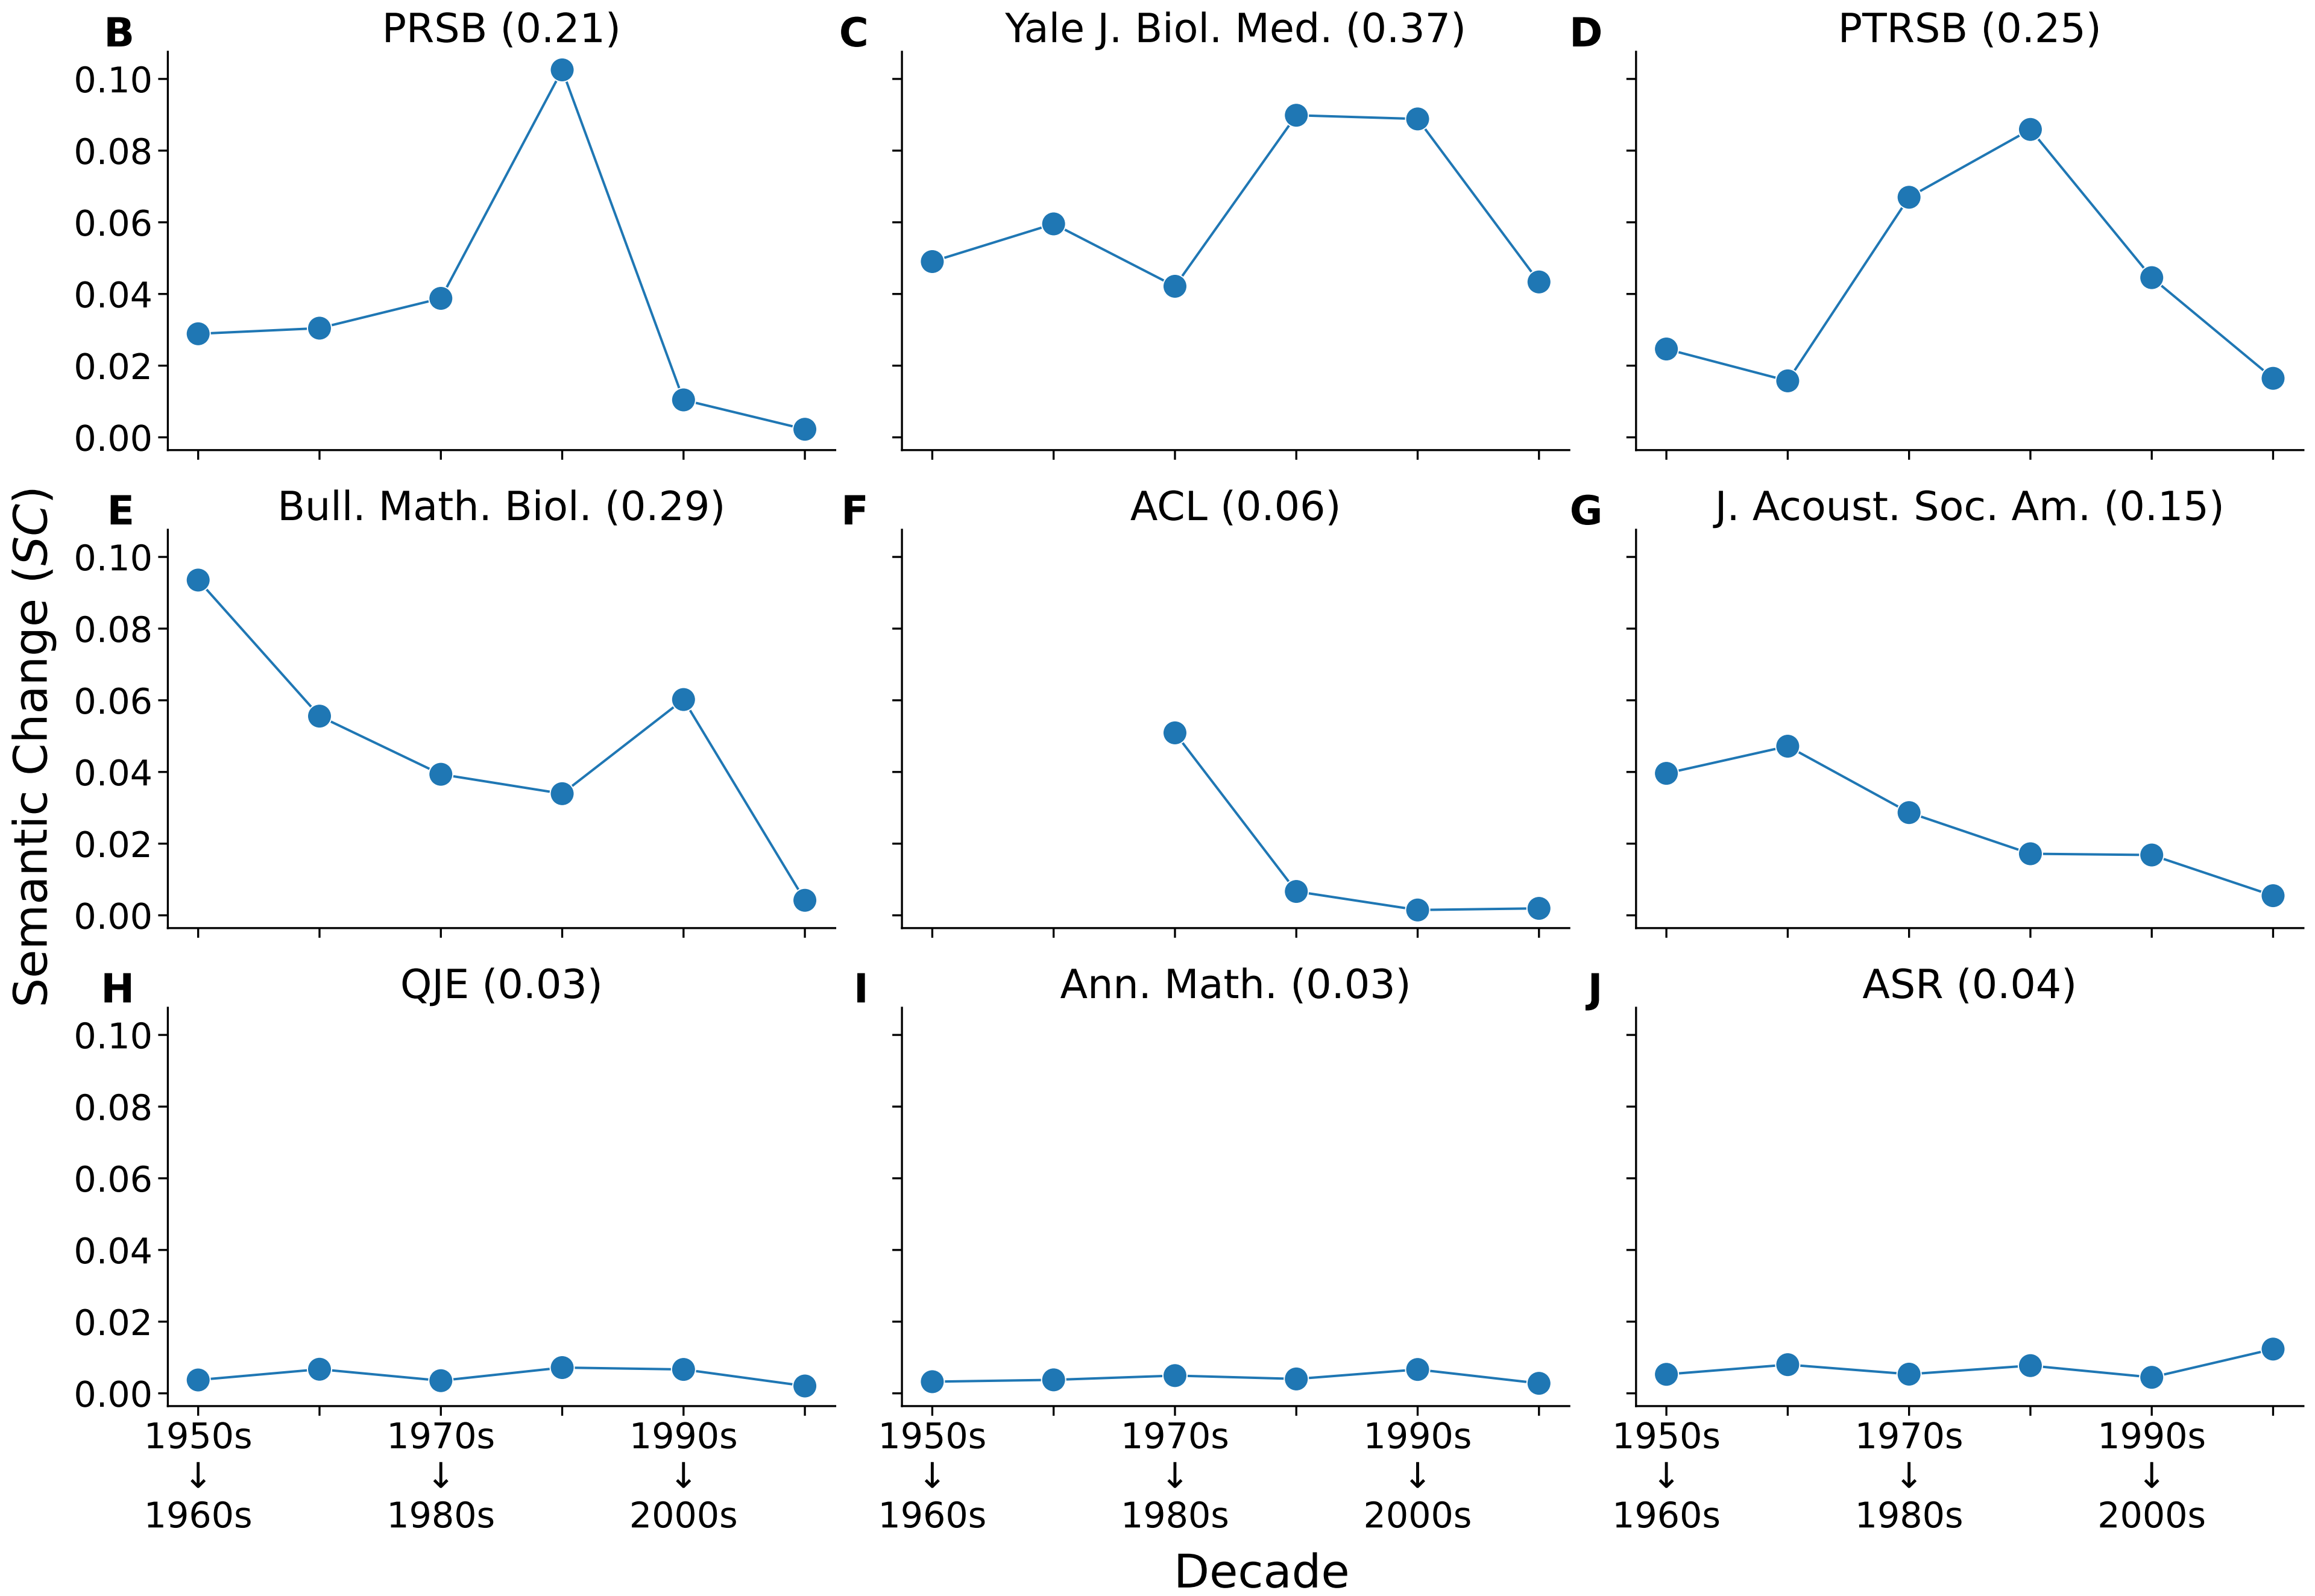 B PRSB (0.21)
C Yale J. Biol. Med. (0.37)
D PTRSB (0.25)
0.10
0.08
0.06
0.04
0.02
0.00
Semantic Change (SC)
E Bull. Math. Biol. (0.29)
F ACL (0.06)
G J. Acoust. Soc. Am. (0.15)
0.10
0.08
0.06
0.04
0.02
0.00
H QJE (0.03)
I Ann. Math. (0.03)
J ASR (0.04)
0.10
0.08
0.06
0.04
0.02
0.00
1950s 1970s 1990s 1950s 1970s 1990s 1950s 1970s 1990s
↓ ↓ ↓ ↓ ↓ ↓ ↓ ↓ ↓
1960s 1980s 2000s 1960s 1980s 2000s 1960s 1980s 2000s
Decade